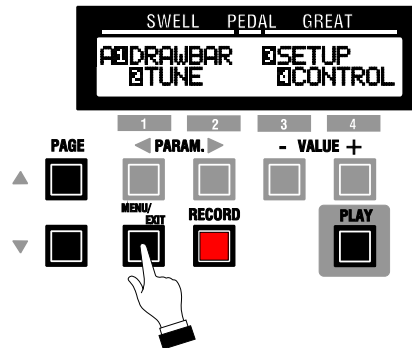 SWELL PEDAL GREAT
A1DRAWBAR 3SETUP
2TUNE 4CONTROL
1 2 3 4
PAGE PARAM. - VALUE +
MENU/
EXIT RECORD PLAY